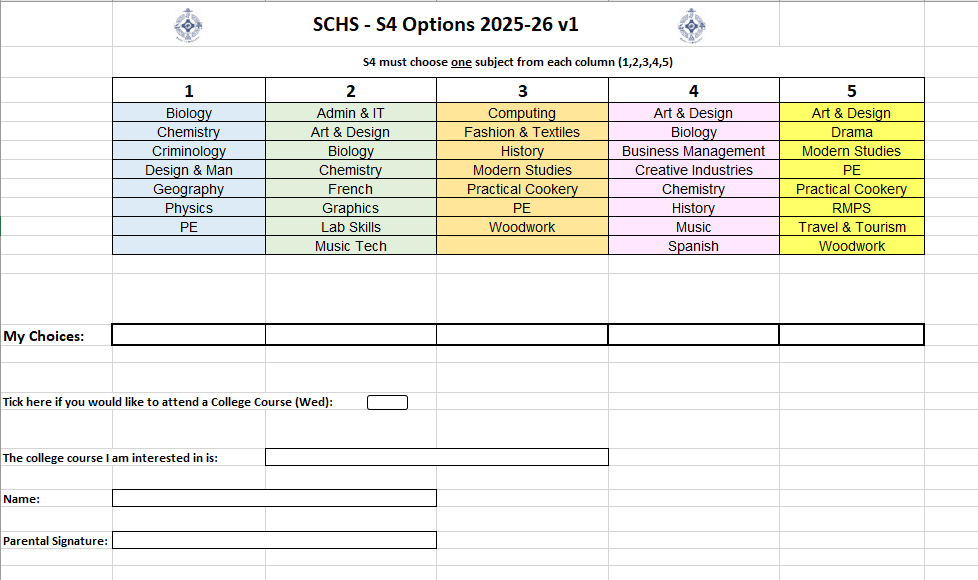 SCHS - S4 Options 2025-26 v1
S4 must choose one subject from each column (1,2,3,4,5)
1 2 3 4 5
Biology Admin & IT Computing Art & Design Art & Design
Chemistry Art & Design Fashion & Textiles Biology Drama
Criminology Biology History Business Management Modern Studies
Design & Man Chemistry Modern Studies Creative Industries PE
Geography French Practical Cookery Chemistry Practical Cookery
Physics Graphics PE History RMPS
PE Lab Skills Woodwork Music Travel & Tourism
Music Tech Spanish Woodwork
My Choices:
Tick here if you would like to attend a College Course (Wed):
The college course I am interested in is:
Name:
Parental Signature: